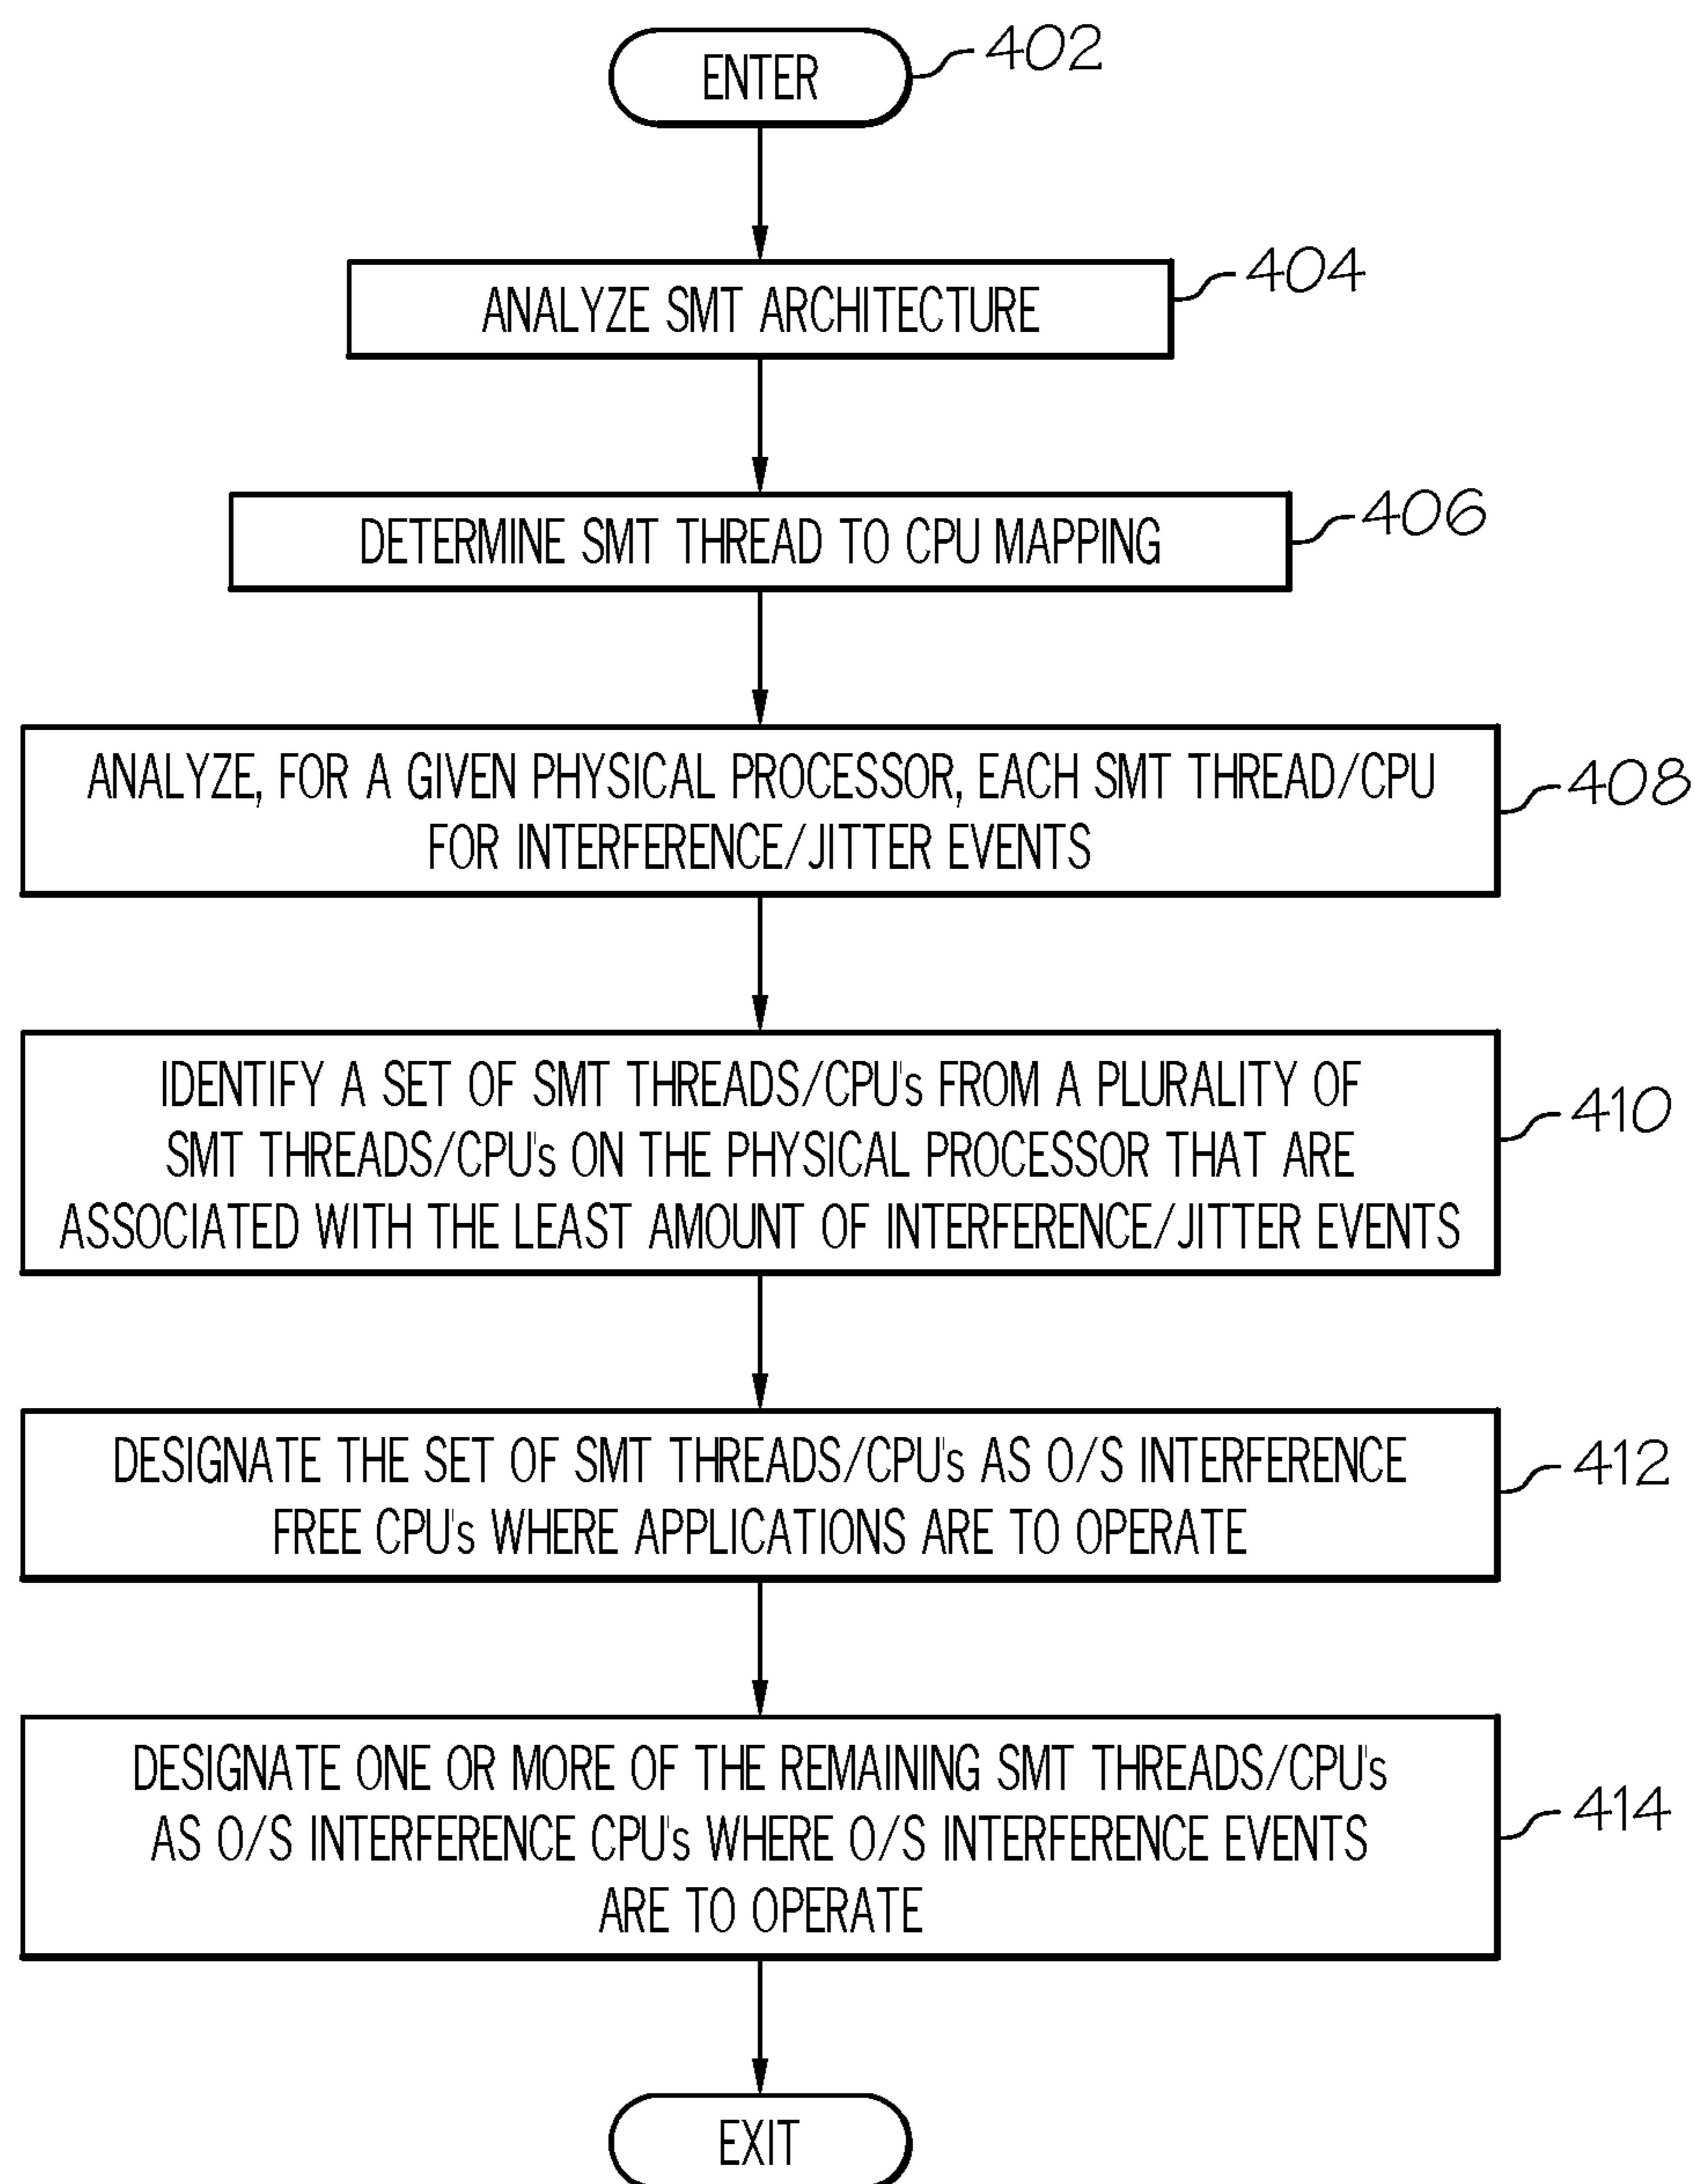 ENTER
402
ANALYZE SMT ARCHITECTURE
404
DETERMINE SMT THREAD TO CPU MAPPING
406
ANALYZE, FOR A GIVEN PHYSICAL PROCESSOR, EACH SMT THREAD/CPU
FOR INTERFERENCE/JITTER EVENTS
408
IDENTIFY A SET OF SMT THREADS/CPU's FROM A PLURALITY OF
SMT THREADS/CPU's ON THE PHYSICAL PROCESSOR THAT ARE
ASSOCIATED WITH THE LEAST AMOUNT OF INTERFERENCE/JITTER EVENTS
410
DESIGNATE THE SET OF SMT THREADS/CPU's AS O/S INTERFERENCE
FREE CPU's WHERE APPLICATIONS ARE TO OPERATE
412
DESIGNATE ONE OR MORE OF THE REMAINING SMT THREADS/CPU's
AS O/S INTERFERENCE CPU's WHERE O/S INTERFERENCE EVENTS
ARE TO OPERATE
414
EXIT